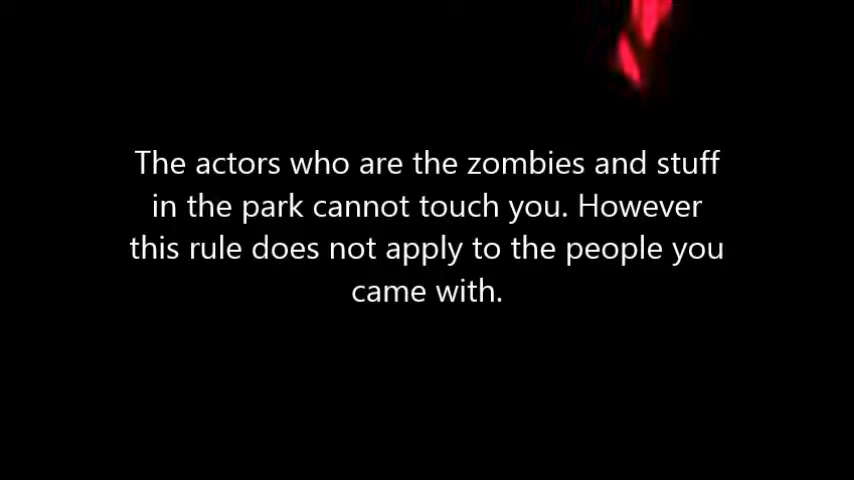 The actors who are the zombies and stuff
in the park cannot touch you. However
this rule does not apply to the people you
came with.